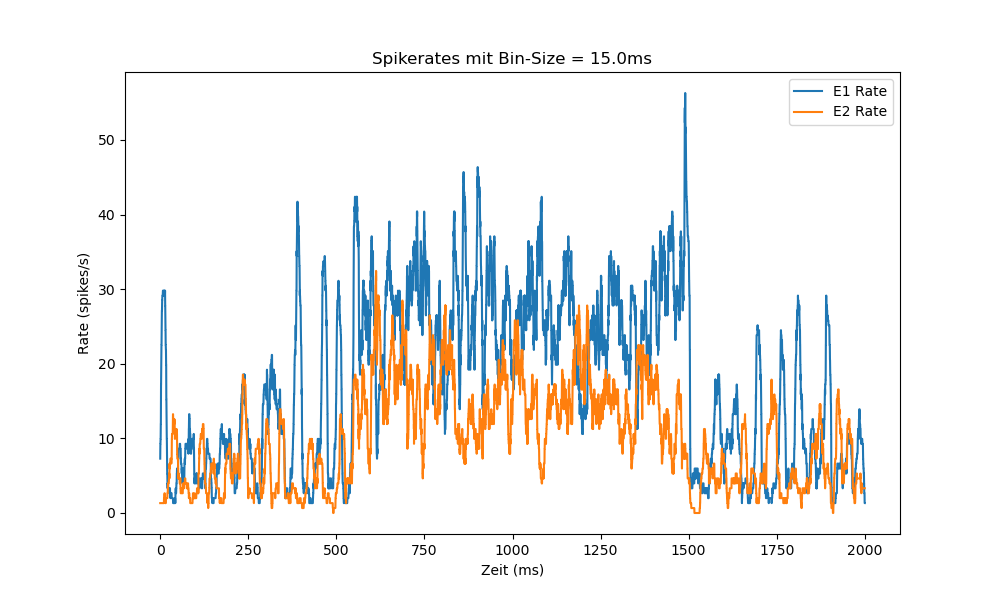 Spikerates mit Bin-Size = 15.0ms
E1 Rate
E2 Rate
Rate (spikes/s)
50
40
30
20
10
0
0 250 500 750 1000 1250 1500 1750 2000
Zeit (ms)